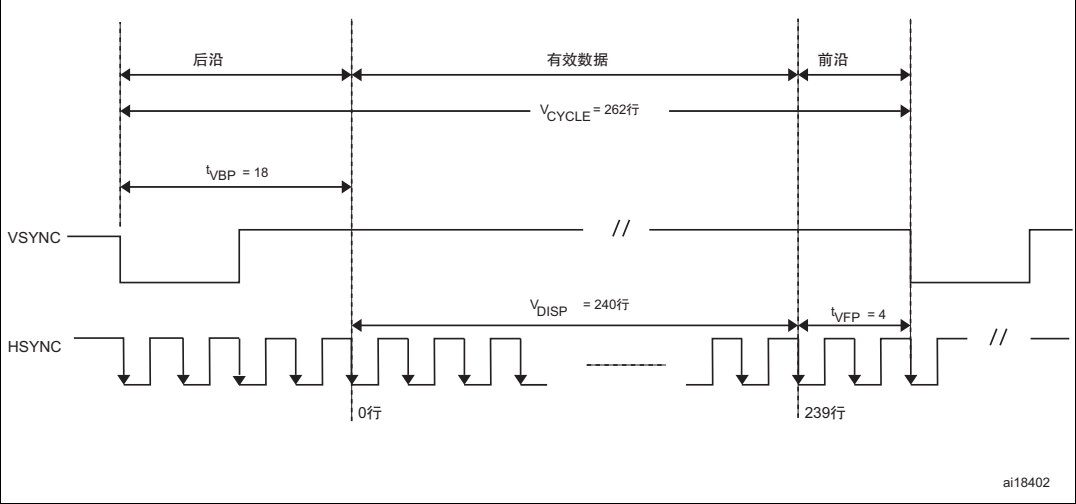 后沿
有效数据
前沿
VCYCLE = 262行
tVBP = 18
VSYNC
//
VDISP = 240行
tVFP = 4
HSYNC
//
0行
239行
ai18402